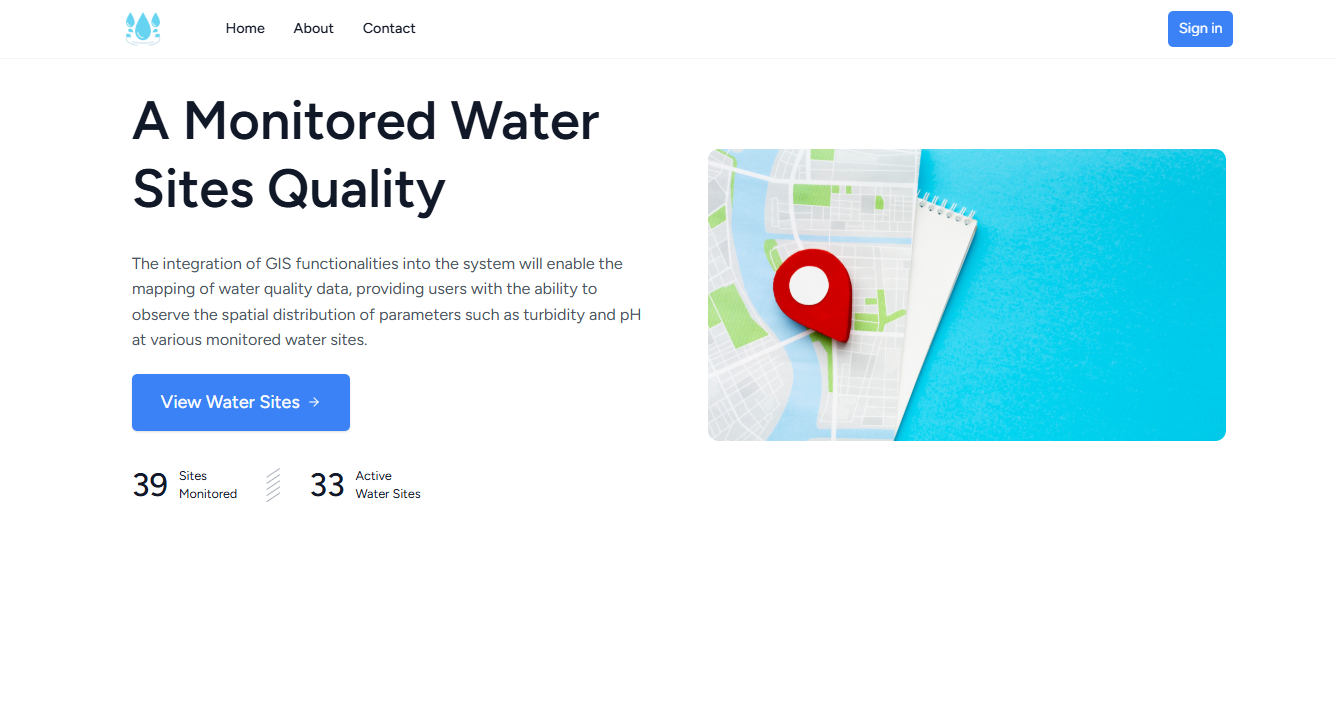 Home About Contact Sign in
A Monitored Water
Sites Quality
The integration of GIS functionalities into the system will enable the
mapping of water quality data, providing users with the ability to
observe the spatial distribution of parameters such as turbidity and pH
at various monitored water sites.
View Water Sites →
39 Sites
Monitored
33 Active
Water Sites